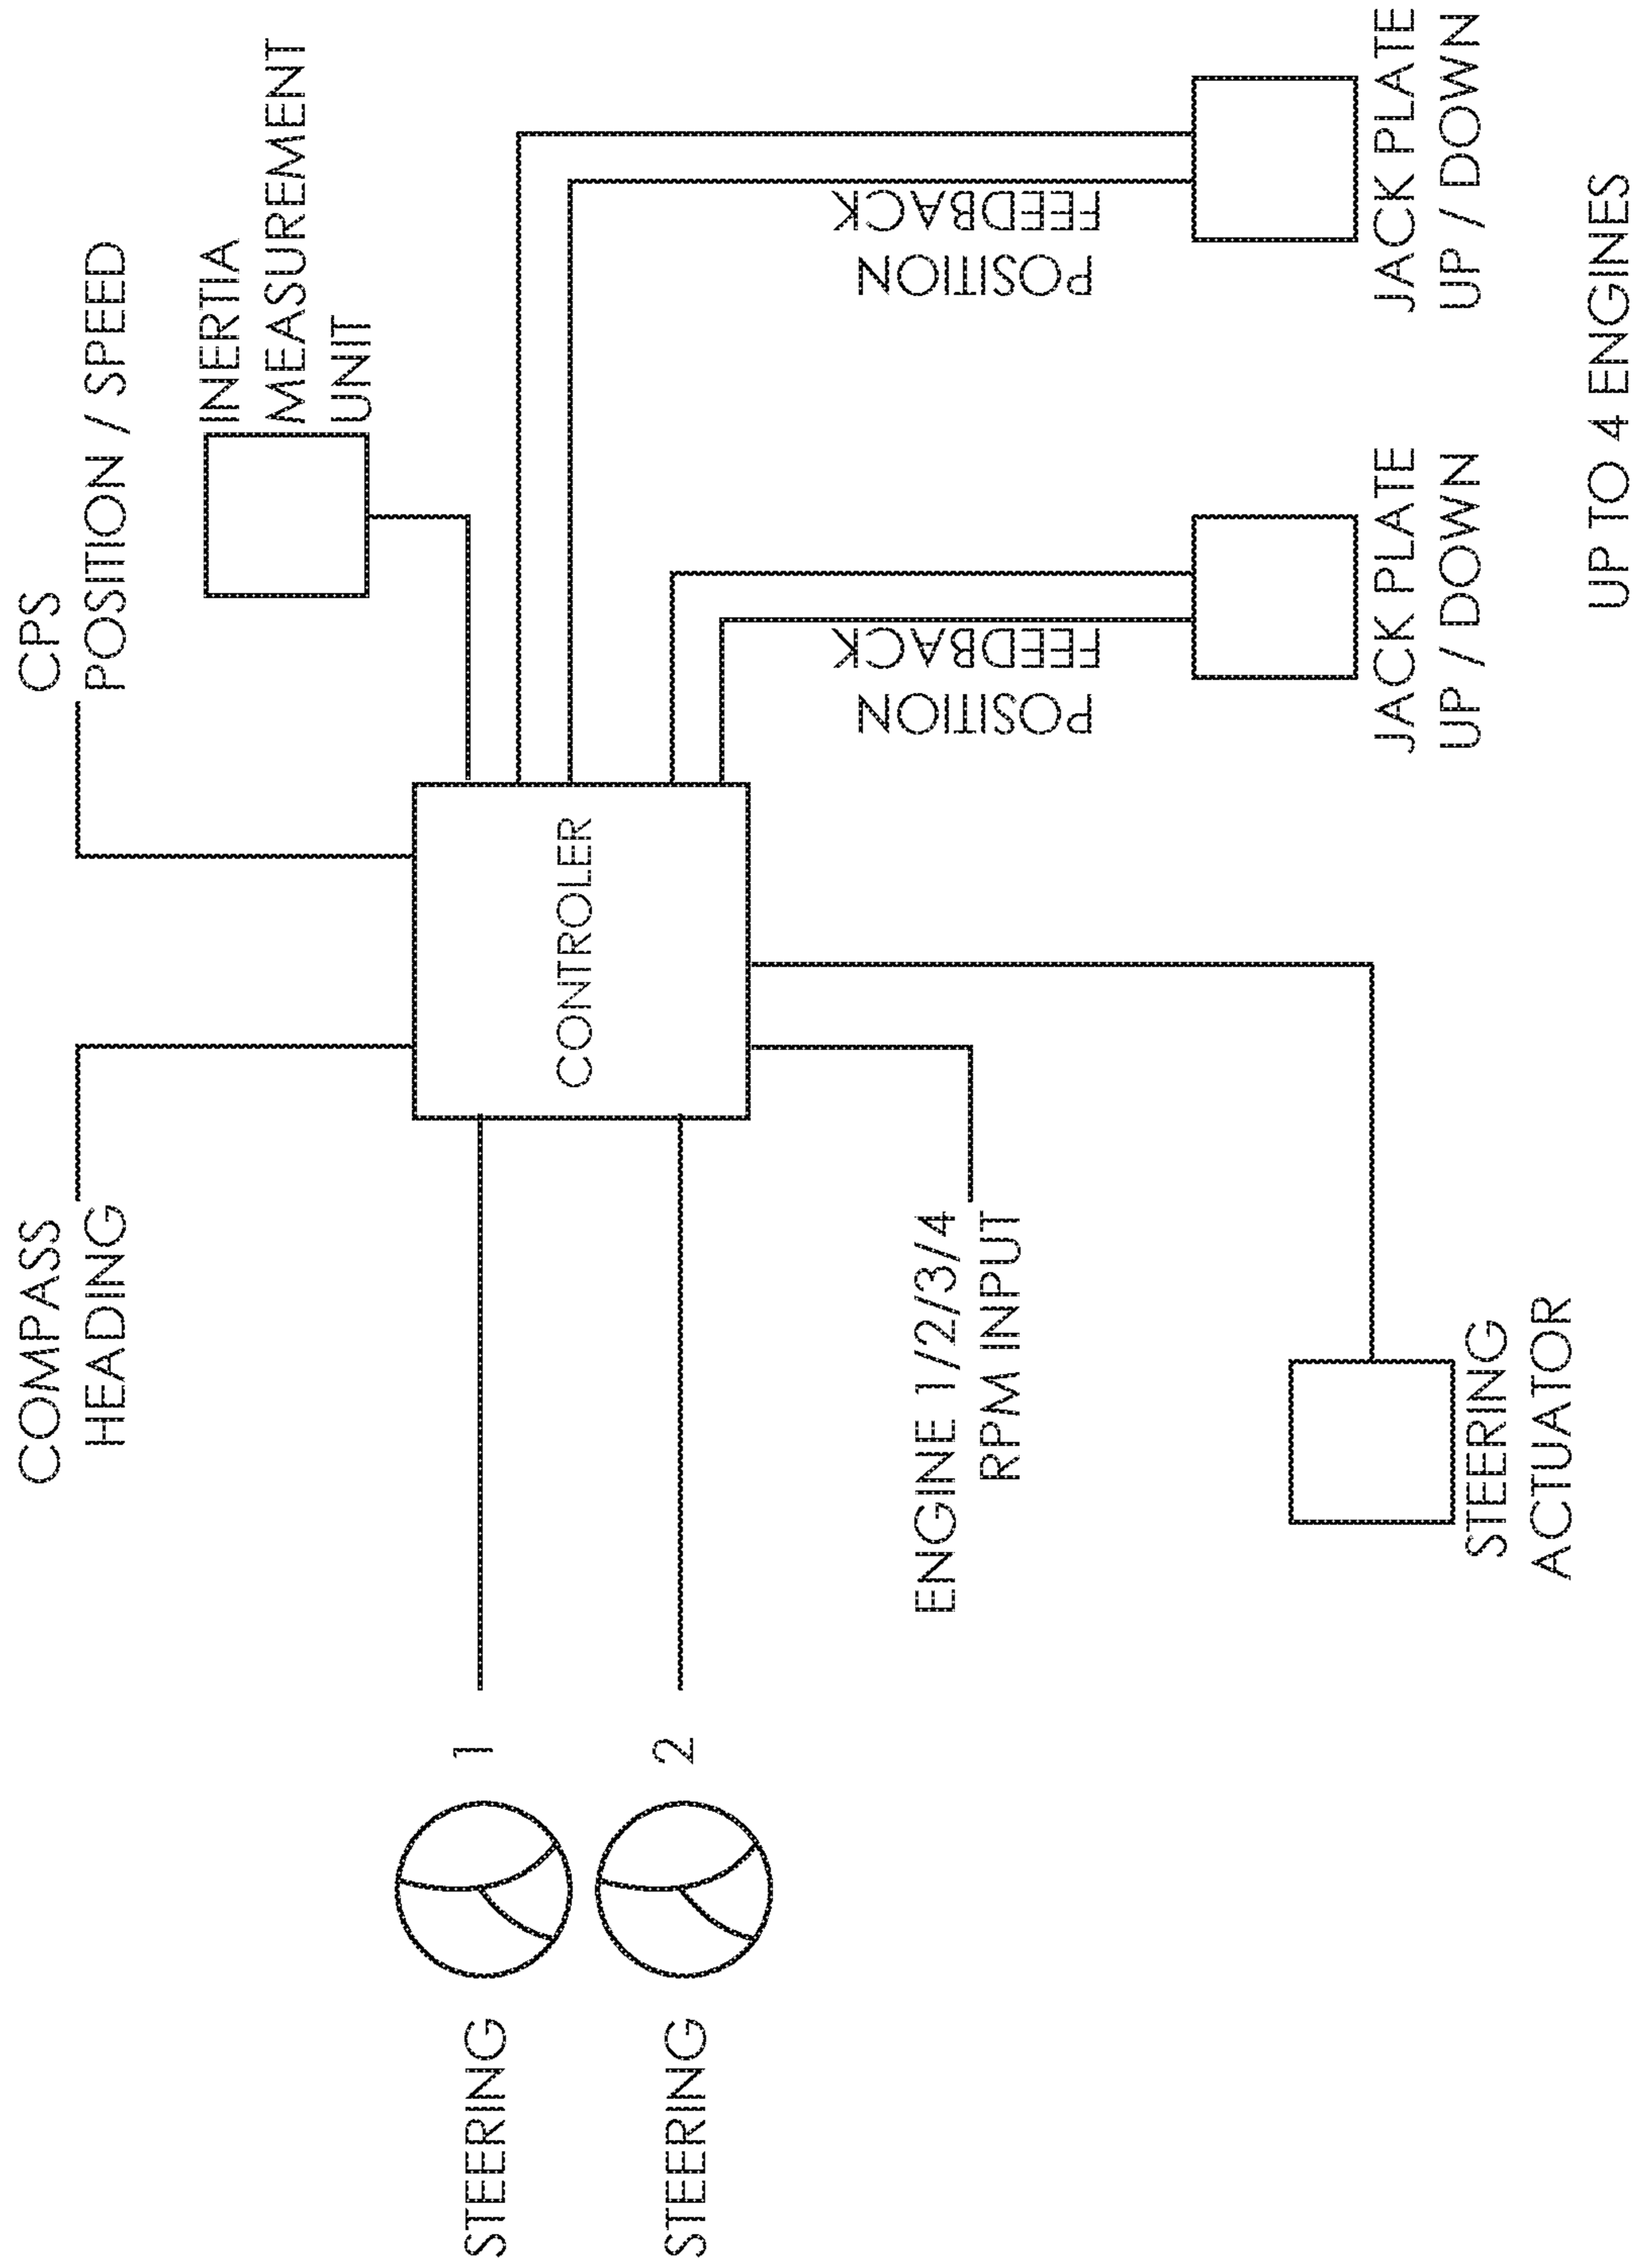 COMPASS
HEADING
CPS
POSITION / SPEED
INERTIA
MEASUREMENT
UNIT
STEERING
1
STEERING
2
CONTROLER
POSITION
FEEDBACK
POSITION
FEEDBACK
ENGINE 1/2/3/4
RPM INPUT
STEERING
ACTUATOR
JACK PLATE
UP / DOWN
JACK PLATE
UP / DOWN
UP TO 4 ENGINES